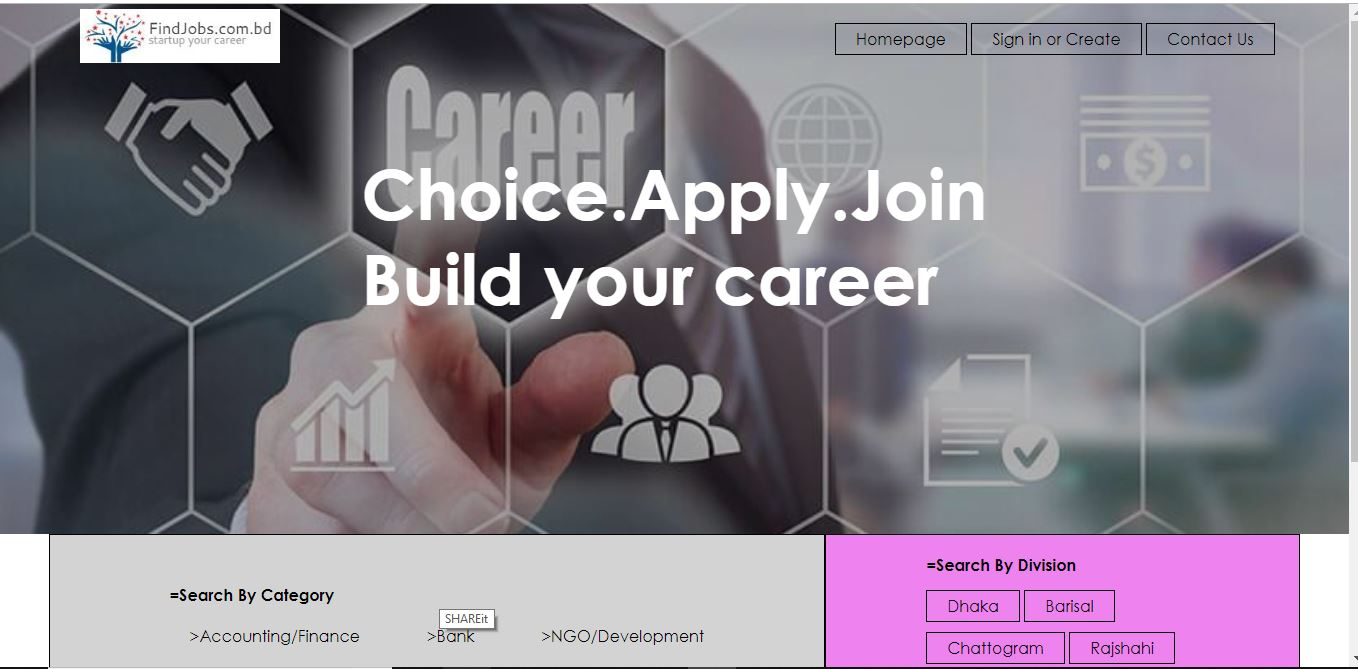 FindJobs.com.bd
startup your career
Homepage
Sign in or Create
Contact Us
Career
Choice.Apply.Join
Build your career
=Search By Category
SHAREit
>Accounting/Finance
>Bank
>NGO/Development
=Search By Division
Dhaka
Barisal
Chattogram
Rajshahi